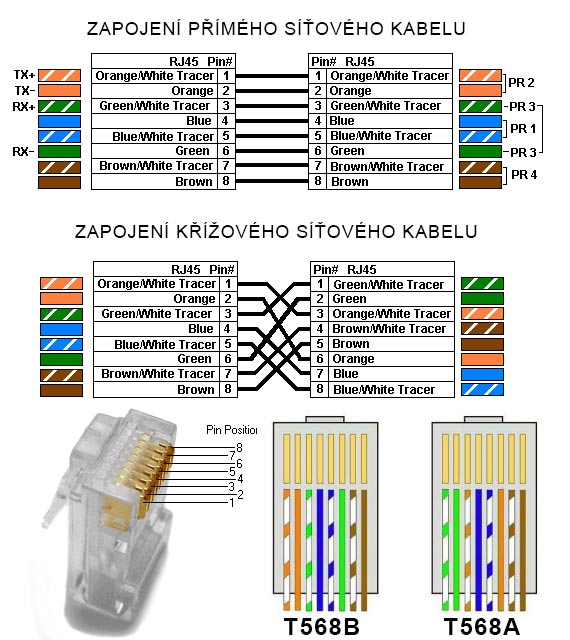 ZAPOJENÍ PŘÍMÉHO SÍŤOVÉHO KABELU
RJ45 Pin# Pin# RJ45
TX+ Orange/White Tracer 1 1 Orange/White Tracer
TX- Orange 2 2 Orange PR 2
RX+ Green/White Tracer 3 3 Green/White Tracer PR 3
Blue 4 4 Blue
Blue/White Tracer 5 5 Blue/White Tracer PR 1
RX- Green 6 6 Green PR 3
Brown/White Tracer 7 7 Brown/White Tracer
Brown 8 8 Brown PR 4
ZAPOJENÍ KŘÍŽOVÉHO SÍŤOVÉHO KABELU
RJ45 Pin# Pin# RJ45
Orange/White Tracer 1 1 Green/White Tracer
Orange 2 2 Green
Green/White Tracer 3 3 Orange/White Tracer
Blue 4 4 Brown/White Tracer
Blue/White Tracer 5 5 Brown
Green 6 6 Orange
Brown/White Tracer 7 7 Blue
Brown 8 8 Blue/White Tracer
Pin Position
8
7
6
5
4
3
2
1
T568B T568A